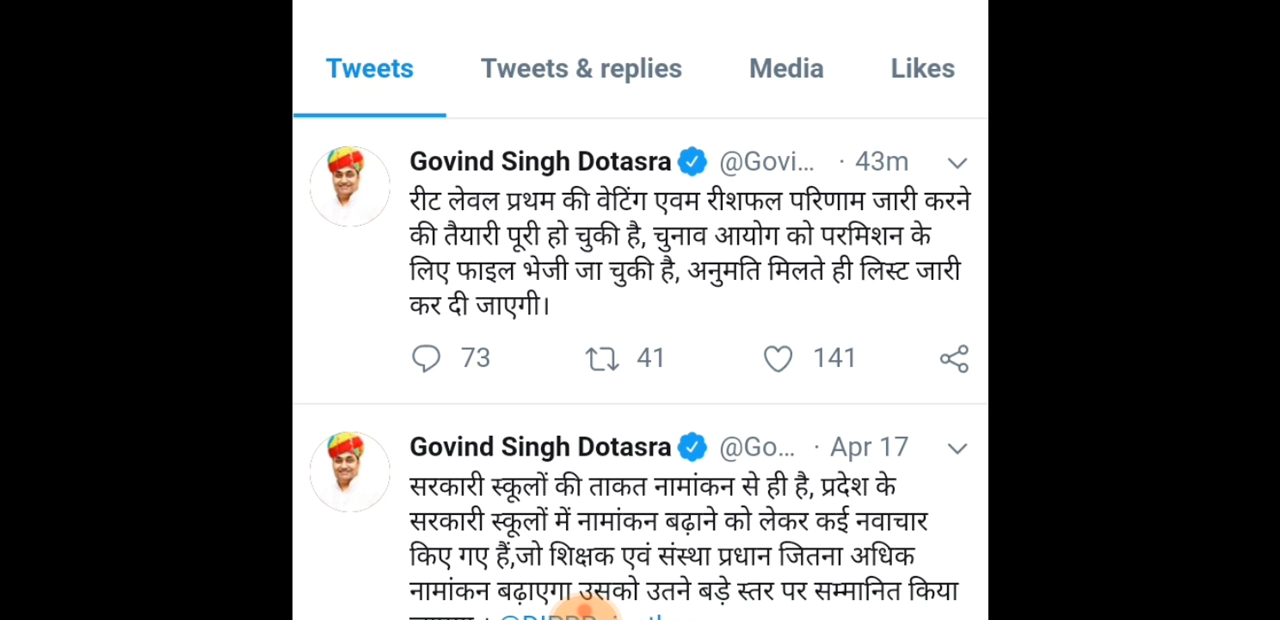 Tweets Tweets & replies Media Likes
Govind Singh Dotasra @Govi... · 43m
रीट लेवल प्रथम की वेटिंग एवम रीशफल परिणाम जारी करने
की तैयारी पूरी हो चुकी है, चुनाव आयोग को परमिशन के
लिए फाइल भेजी जा चुकी है, अनुमति मिलते ही लिस्ट जारी
कर दी जाएगी।
73 41 141
Govind Singh Dotasra @Go... · Apr 17
सरकारी स्कूलों की ताकत नामांकन से ही है, प्रदेश के
सरकारी स्कूलों में नामांकन बढ़ाने को लेकर कई नवाचार
किए गए हैं,जो शिक्षक एवं संस्था प्रधान जितना अधिक
नामांकन बढ़ाएगा उसको उतने बड़े स्तर पर सम्मानित किया